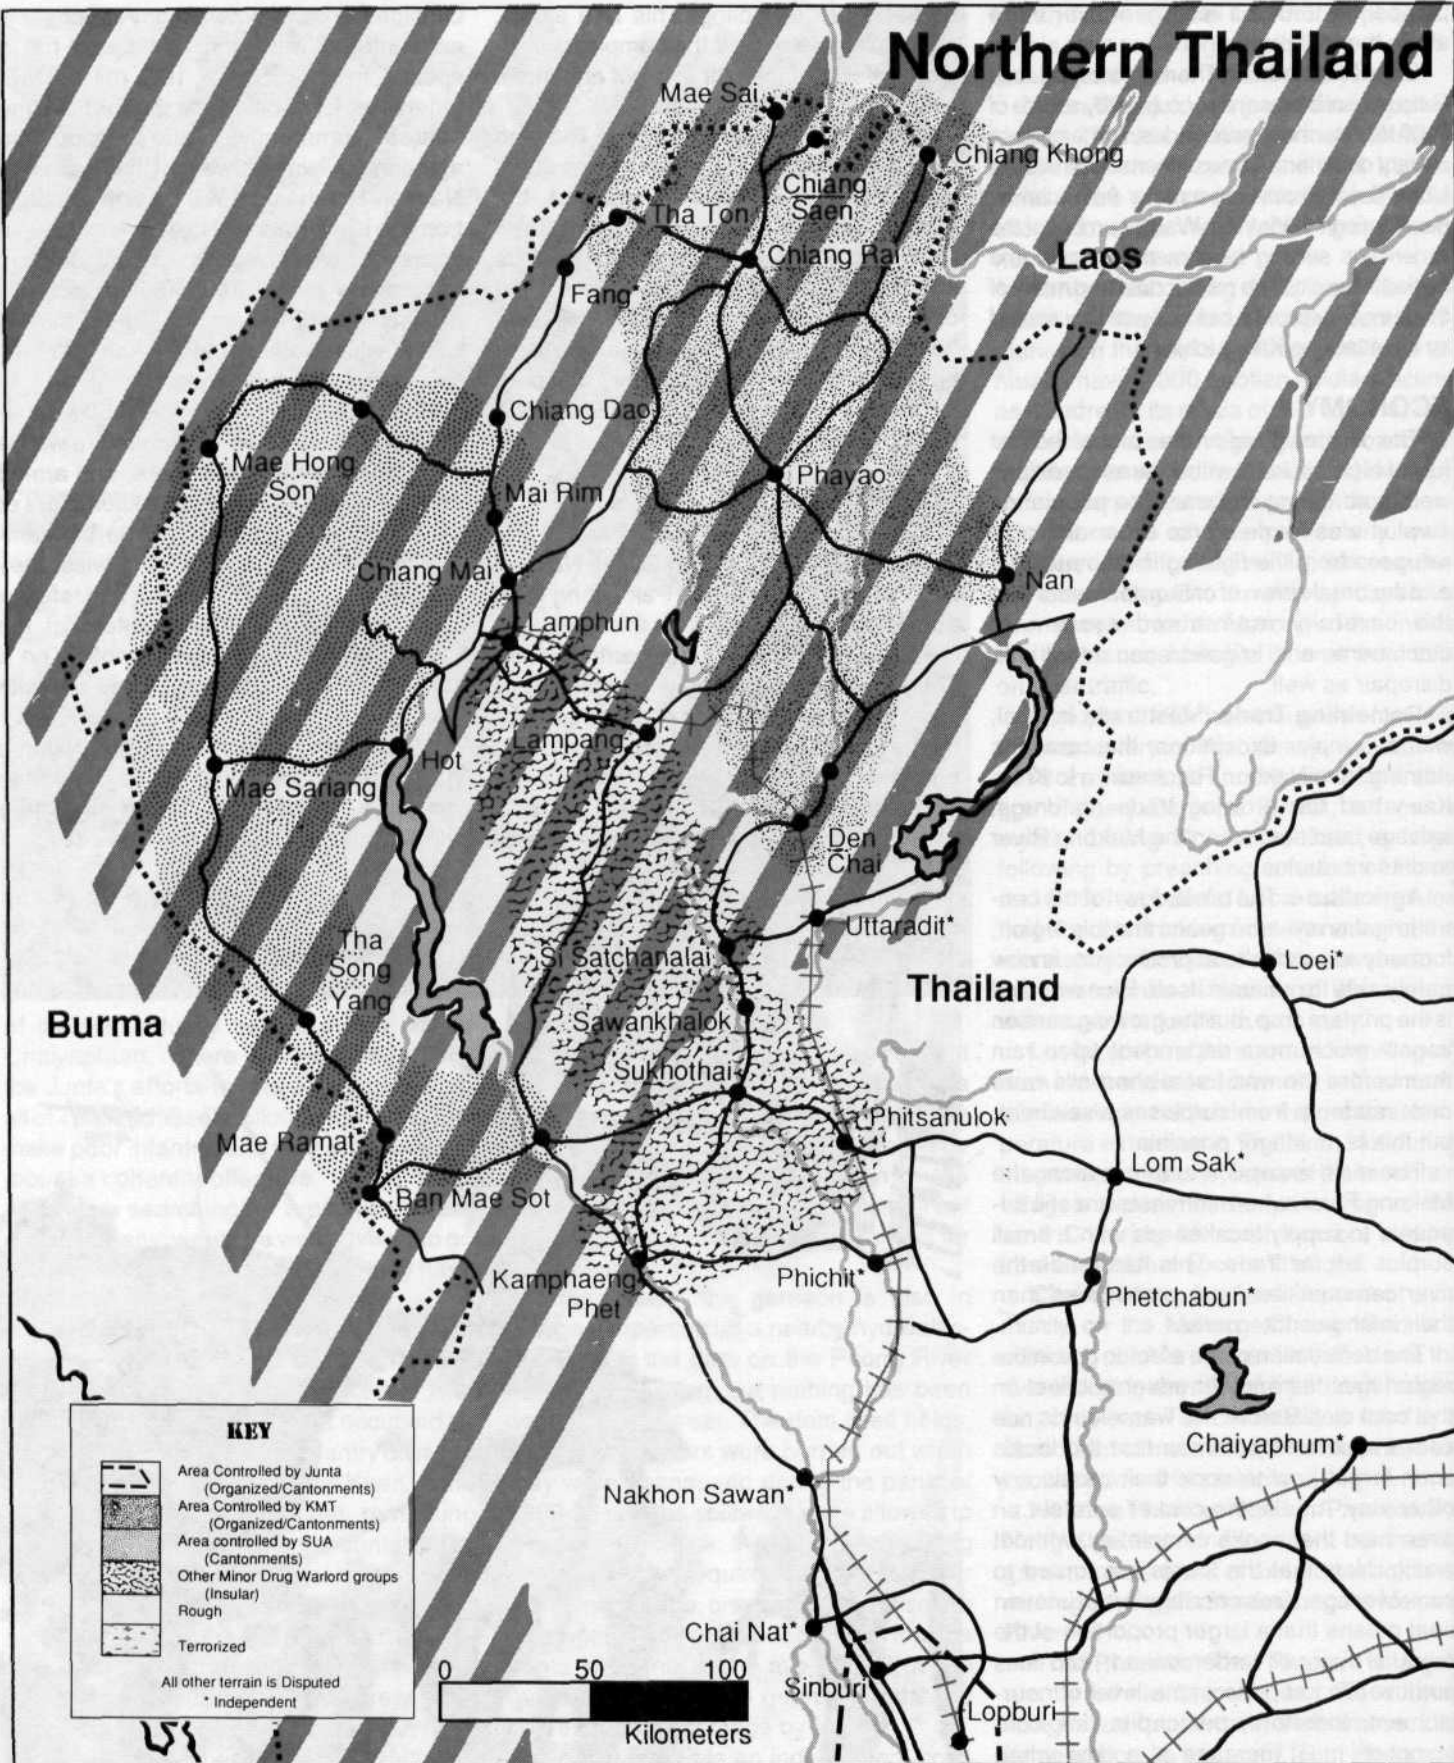 Northern Thailand
Mae Sai
Chiang Khong
Chiang
Saen
Tha Ton
Chiang Rai
Laos
Fang*
Chiang Dao
Mae Hong
Son
Phayao
Mai Rim
Chiang Mai
Nan
Lamphun
Lampang
Hot
Mae Sariang
Den
Chai
Uttaradit*
Si Satchanalai
Loei*
Tha
Song
Yang
Thailand
Burma
Sawankhalok
Sukhothai
Phitsanulok
Mae Ramat
Lom Sak*
Ban Mae Sot
Kamphaeng
Phet
Phichit*
Phetchabun*
Chaiyaphum*
Nakhon Sawan*
Chai Nat*
Sinburi
Lopburi
KEY
Area Controlled by Junta
(Organized/Cantonments)
Area Controlled by KMT
(Organized/Cantonments)
Area controlled by SUA
(Cantonments)
Other Minor Drug Warlord groups
(Insular)
Rough
Terrorized
All other terrain is Disputed
* Independent
0 50 100
Kilometers